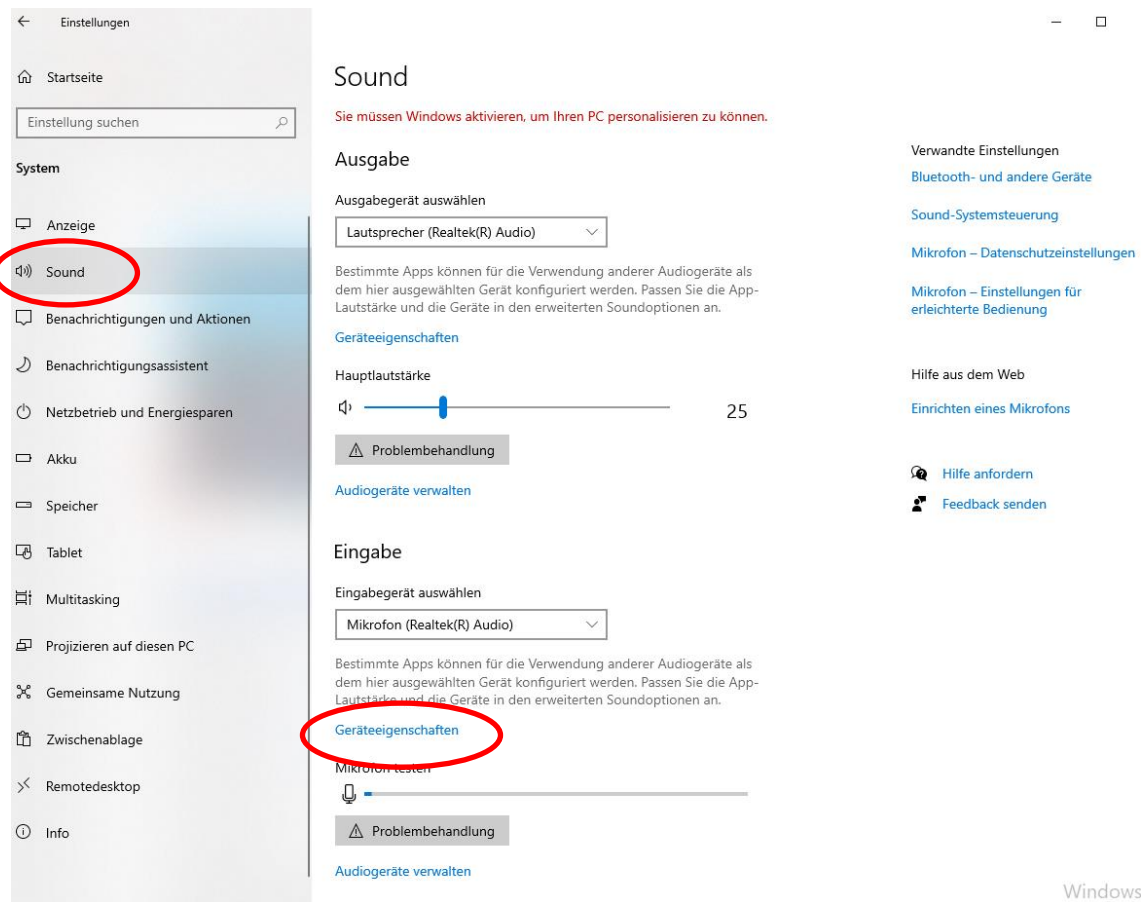 Einstellungen
Startseite
Einstellung suchen
System
Anzeige
Sound
Benachrichtigungen und Aktionen
Benachrichtigungsassistent
Netzbetrieb und Energiesparen
Akku
Speicher
Tablet
Multitasking
Projizieren auf diesen PC
Gemeinsame Nutzung
Zwischenablage
Remotedesktop
Info
Sound
Sie müssen Windows aktivieren, um Ihren PC personalisieren zu können.
Ausgabe
Ausgabegerät auswählen
Lautsprecher (Realtek(R) Audio)
Bestimmte Apps können für die Verwendung anderer Audiogeräte als
dem hier ausgewählten Gerät konfiguriert werden. Passen Sie die App-
Lautstärke und die Geräte in den erweiterten Soundoptionen an.
Geräteeigenschaften
Hauptlautstärke
25
Problembehandlung
Audiogeräte verwalten
Eingabe
Eingabegerät auswählen
Mikrofon (Realtek(R) Audio)
Bestimmte Apps können für die Verwendung anderer Audiogeräte als
dem hier ausgewählten Gerät konfiguriert werden. Passen Sie die App-
Lautstärke und die Geräte in den erweiterten Soundoptionen an.
Geräteeigenschaften
Mikrofon testen
Problembehandlung
Audiogeräte verwalten
Verwandte Einstellungen
Bluetooth- und andere Geräte
Sound-Systemsteuerung
Mikrofon – Datenschutzeinstellungen
Mikrofon – Einstellungen für
erleichterte Bedienung
Hilfe aus dem Web
Einrichten eines Mikrofons
Hilfe anfordern
Feedback senden
Windows